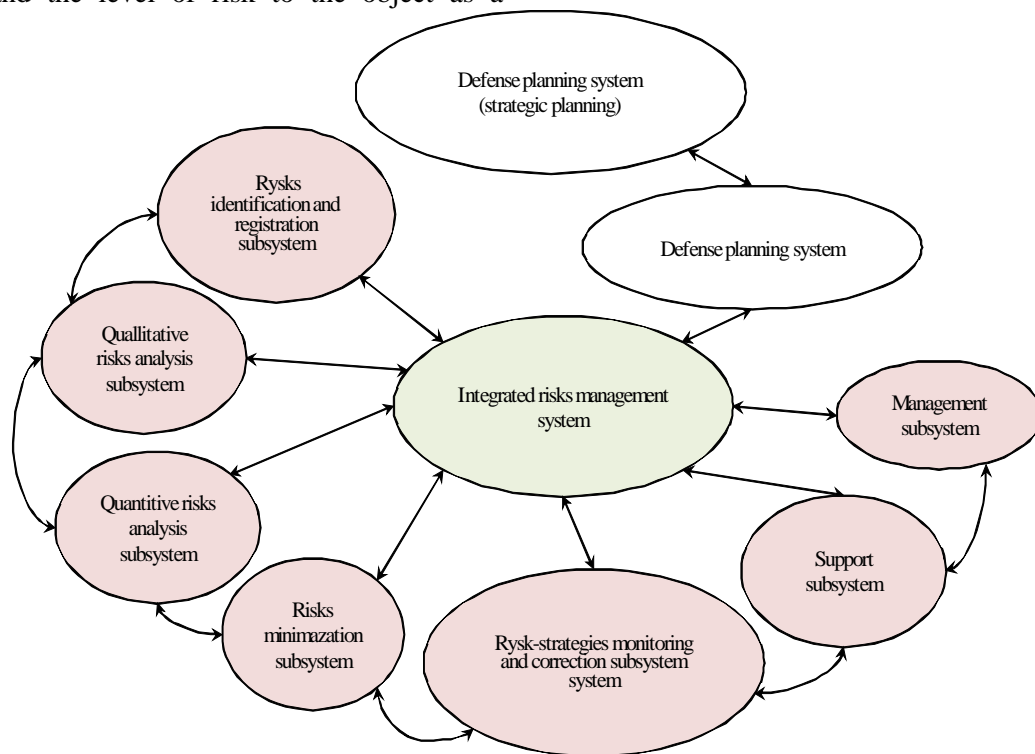 and the level of risk to the object as a
Defense planning system
(strategic planning)
Rysks
identification and
registration
subsystem
Defense planning system
Quallitative
risks analysis
subsystem
Integrated risks management
system
Management
subsystem
Quantitive risks
analysis
subsystem
Support
subsystem
Risks
minimazation
subsystem
Rysk-strategies monitoring
and correction subsystem
system